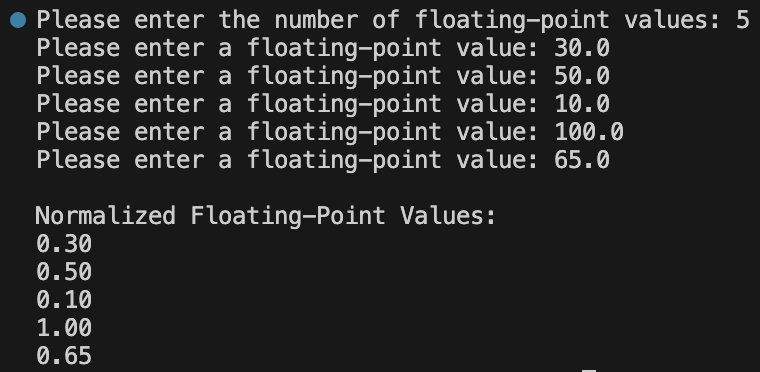 Please enter the number of floating-point values: 5
Please enter a floating-point value: 30.0
Please enter a floating-point value: 50.0
Please enter a floating-point value: 10.0
Please enter a floating-point value: 100.0
Please enter a floating-point value: 65.0
Normalized Floating-Point Values:
0.30
0.50
0.10
1.00
0.65